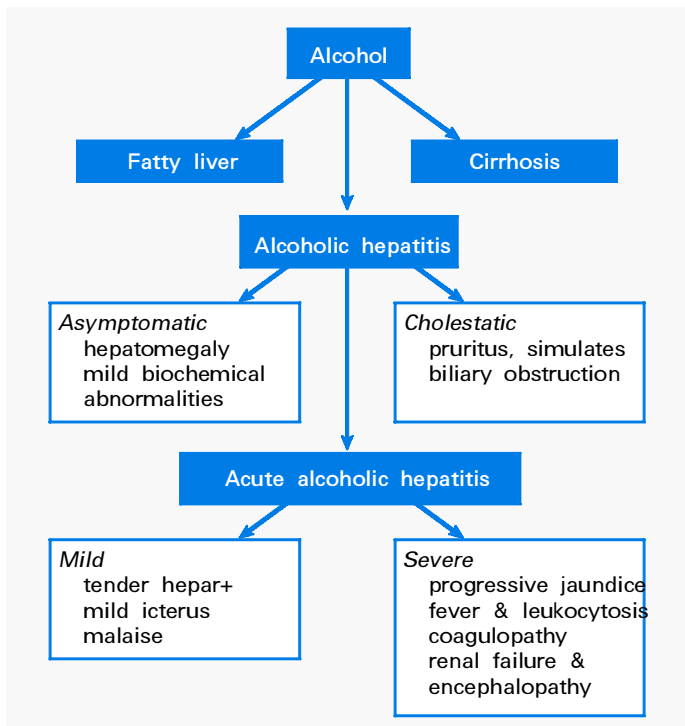 Alcohol
Fatty liver
Cirrhosis
Alcoholic hepatitis
Asymptomatic
hepatomegaly
mild biochemical
abnormalities
Cholestatic
pruritus, simulates
biliary obstruction
Acute alcoholic hepatitis
Mild
tender hepar+
mild icterus
malaise
Severe
progressive jaundice
fever & leukocytosis
coagulopathy
renal failure &
encephalopathy